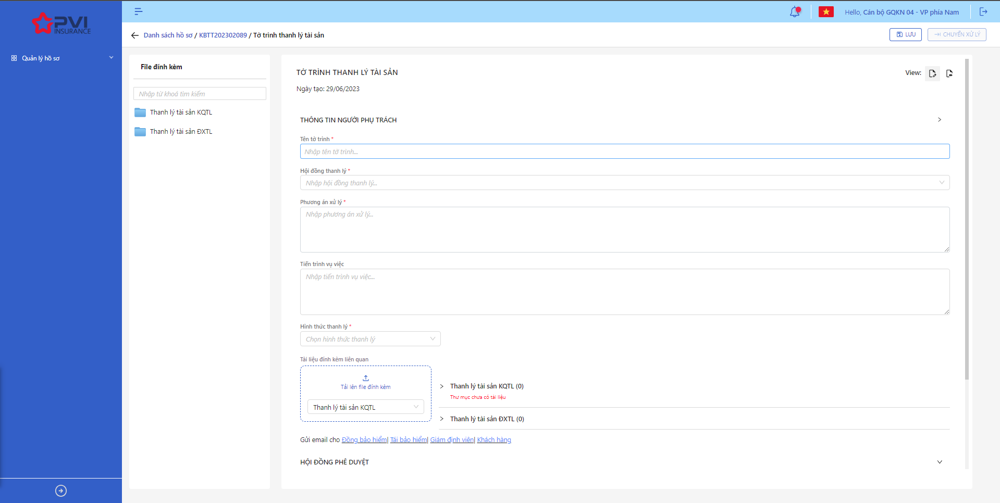 PVI
INSURANCE
Quản lý hồ sơ
Hello, Cán bộ GQKN 04 - VP phía Nam
Danh sách hồ sơ / KBTT202302089 / Tờ trình thanh lý tài sản
LƯU
CHUYỂN XỬ LÝ
File đính kèm
Nhập từ khoá tìm kiếm
Thanh lý tài sản KQTL
Thanh lý tài sản ĐXTL
TỜ TRÌNH THANH LÝ TÀI SẢN
View:
Ngày tạo: 29/06/2023
THÔNG TIN NGƯỜI PHỤ TRÁCH
Tên tờ trình *
Nhập tên tờ trình...
Hội đồng thanh lý *
Nhập hội đồng thanh lý...
Phương án xử lý *
Nhập phương án xử lý...
Tiến trình vụ việc
Nhập tiến trình vụ việc...
Hình thức thanh lý *
Chọn hình thức thanh lý
Tài liệu đính kèm liên quan
Tải lên file đính kèm
Thanh lý tài sản KQTL
Thanh lý tài sản KQTL (0)
Thư mục chưa có tài liệu
Thanh lý tài sản ĐXTL (0)
Gửi email cho Đồng bảo hiểm| Tái bảo hiểm| Giám định viên| Khách hàng
HỘI ĐỒNG PHÊ DUYỆT